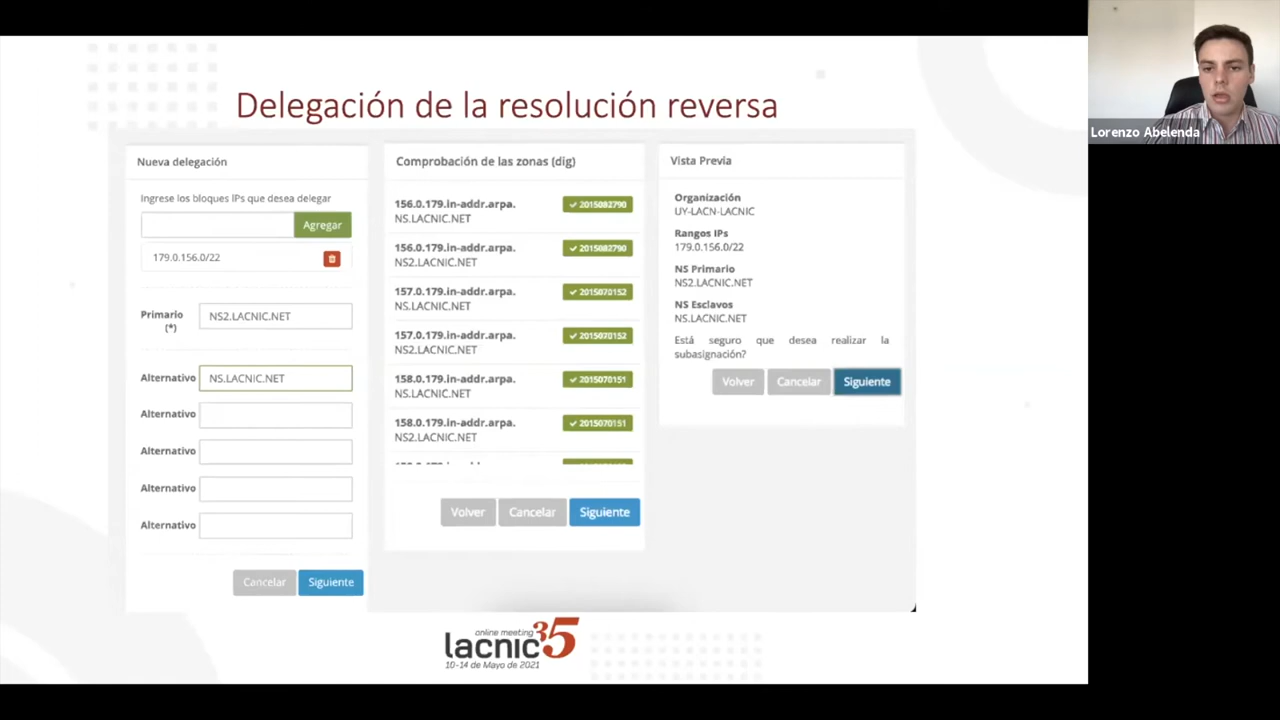 Delegación de la resolución reversa
Nueva delegación
Ingrese los bloques IPs que desea delegar
Agregar
179.0.156.0/22
Primario
(*)
NS2.LACNIC.NET
Alternativo
NS.LACNIC.NET
Alternativo
Alternativo
Alternativo
Alternativo
Cancelar
Siguiente
Comprobación de las zonas (dig)
156.0.179.in-addr.arpa.
NS.LACNIC.NET
✓ 2015082790
156.0.179.in-addr.arpa.
NS2.LACNIC.NET
✓ 2015082790
157.0.179.in-addr.arpa.
NS.LACNIC.NET
✓ 2015070152
157.0.179.in-addr.arpa.
NS2.LACNIC.NET
✓ 2015070152
158.0.179.in-addr.arpa.
NS.LACNIC.NET
✓ 2015070151
158.0.179.in-addr.arpa.
NS2.LACNIC.NET
✓ 2015070151
Volver
Cancelar
Siguiente
Vista Previa
Organización
UY-LACN-LACNIC
Rangos IPs
179.0.156.0/22
NS Primario
NS2.LACNIC.NET
NS Esclavos
NS.LACNIC.NET
Está seguro que desea realizar la
subasignación?
Volver
Cancelar
Siguiente
online meeting
lacnic 35
10-14 de Mayo de 2021
Lorenzo Abelenda